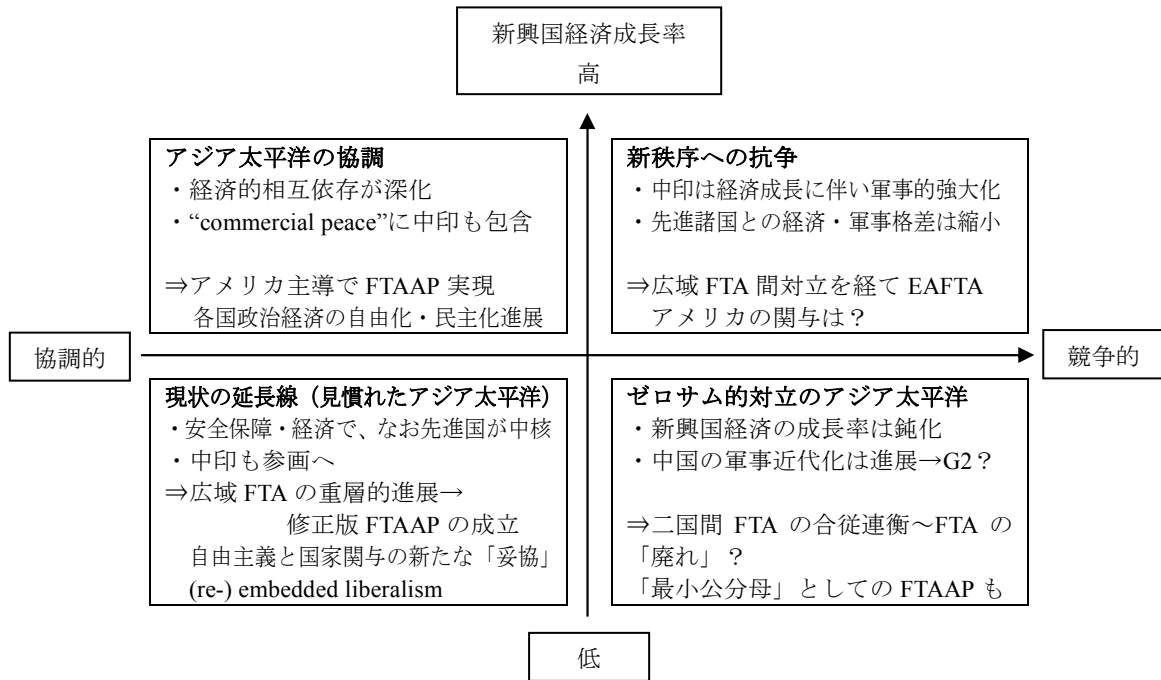 新興国経済成長率
高
アジア太平洋の協調
・経済的相互依存が深化
・“commercial peace”に中印も包含
⇒アメリカ主導で FTAAP 実現
各国政治経済の自由化・民主化進展
新秩序への抗争
・中印は経済成長に伴い軍事的強大化
・先進諸国との経済・軍事格差は縮小
⇒広域 FTA 間対立を経て EAFTA
アメリカの関与は？
協調的
競争的
現状の延長線（見慣れたアジア太平洋）
・安全保障・経済で、なお先進国が中核
・中印も参画へ
⇒広域 FTA の重層的進展→
修正版 FTAAP の成立
自由主義と国家関与の新たな「妥協」
(re-) embedded liberalism
ゼロサム的対立のアジア太平洋
・新興国経済の成長率は鈍化
・中国の軍事近代化は進展→G2？
⇒二国間 FTA の合従連衡～FTA の
「廃れ」？
「最小公分母」としての FTAAP も
低